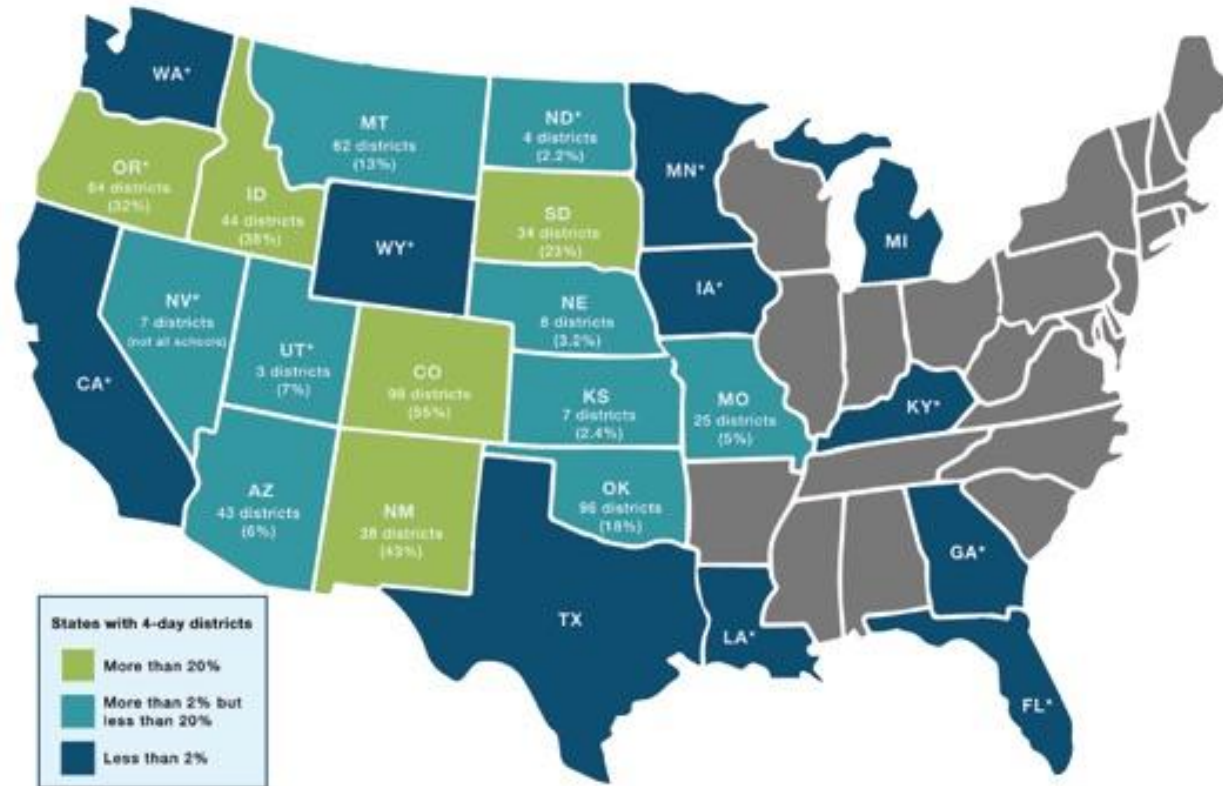 WA*
MT
62 districts
(13%)
ND*
4 districts
(2.2%)
MN*
OR*
64 districts
(32%)
ID
44 districts
(38%)
WY*
SD
34 districts
(23%)
MI
IA*
NV*
7 districts
(not all schools)
UT*
3 districts
(7%)
CO
98 districts
(55%)
NE
8 districts
(3.2%)
CA*
KS
7 districts
(2.4%)
MO
25 districts
(5%)
KY*
AZ
43 districts
(6%)
NM
38 districts
(43%)
OK
96 districts
(18%)
GA*
TX
LA*
FL*
States with 4-day districts
More than 20%
More than 2% but
less than 20%
Less than 2%